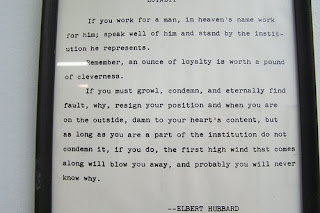 DETROIT
If you work for a man, in heaven's name work
for him; speak well of him and stand by the instit-
ution he represents.
Remember, an ounce of loyalty is worth a pound
of cleverness.
If you must growl, condemn, and eternally find
fault, why, resign your position and when you are
on the outside, damn to your heart's content, but
as long as you are a part of the institution do not
condemn it, if you do, the first high wind that comes
along will blow you away, and probably you will never
know why.
--ELBERT HUBBARD